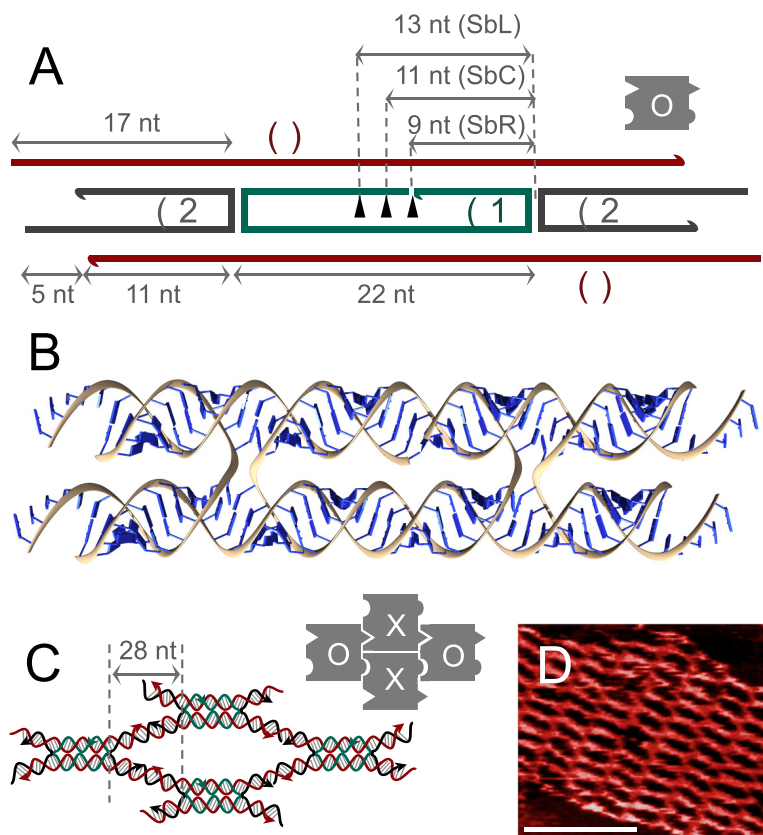 13 nt (SbL)
A
11 nt (SbC)
O
17 nt
( )
9 nt (SbR)
( 2
( 1
( 2
5 nt
11 nt
22 nt
( )
B
C
28 nt
X
O
O
X
D